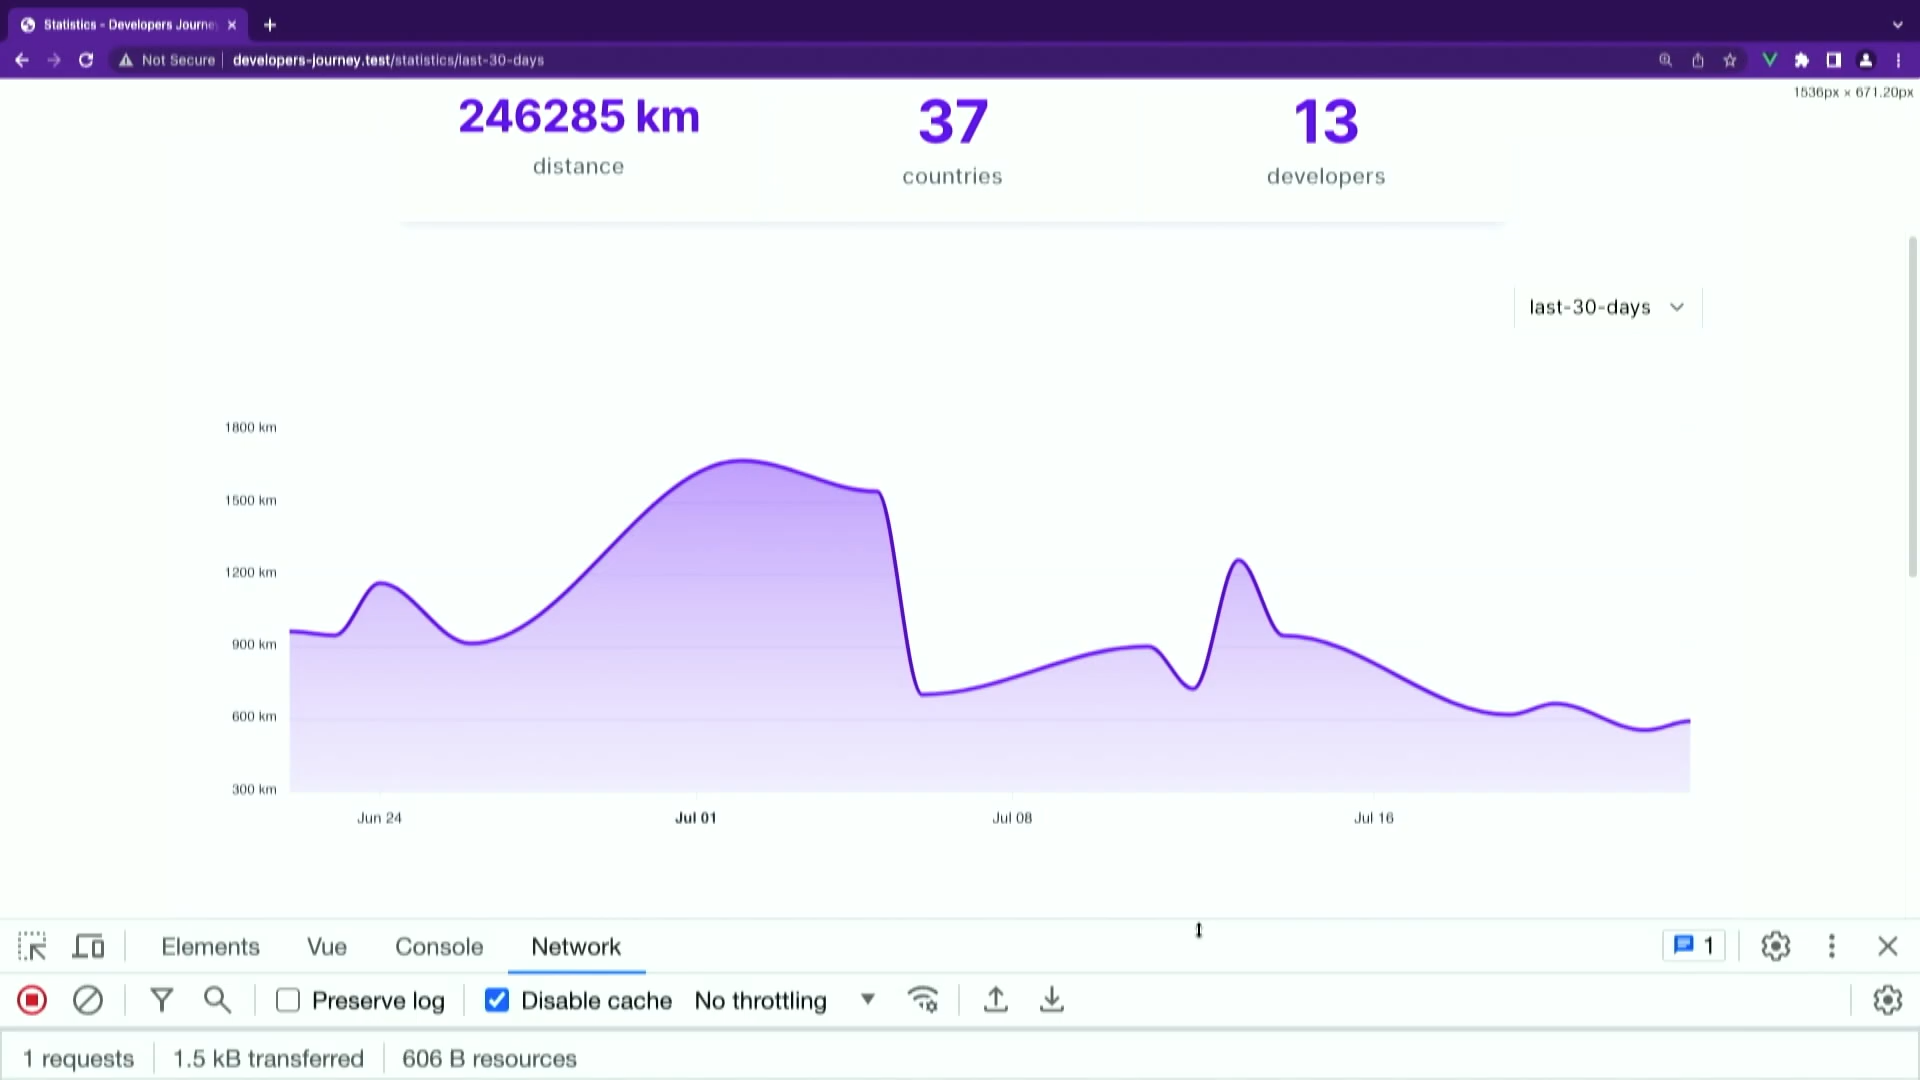 Statistics - Developers Journe
Not Secure developers-journey.test/statistics/last-30-days
1536px × 671.20px
246285 km 37 13
distance countries developers
last-30-days
1800 km
1500 km
1200 km
900 km
600 km
300 km
Jun 24 Jul 01 Jul 08 Jul 16
Elements Vue Console Network 1
Preserve log Disable cache No throttling
1 requests 1.5 kB transferred 606 B resources